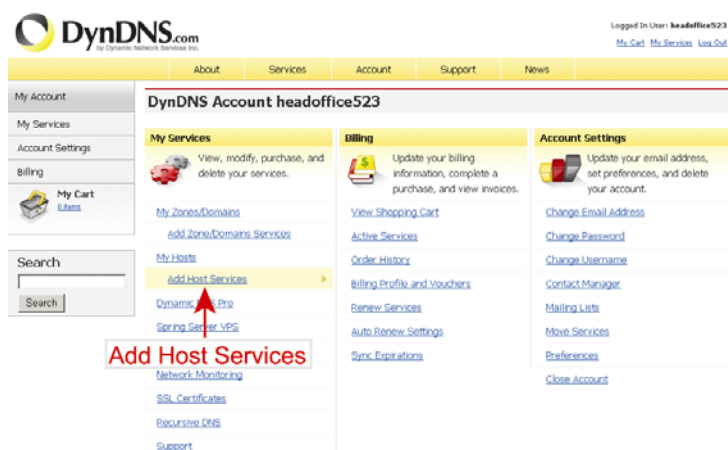 DynDNS.com
by Dynamic Network Services Inc.
Logged In User: headoffice523
My Cart My Services Log Out
About Services Account Support News
My Account
My Services
Account Settings
Billing
My Cart
0 items
Search
Search
DynDNS Account headoffice523
My Services
View, modify, purchase, and
delete your services.
My Zones/Domains
Add Zone/Domains Services
My Hosts
Add Host Services
Dynamic DNS Pro
Spring Server VPS
Add Host Services
Network Monitoring
SSL Certificates
Recursive DNS
Support
Billing
Update your billing
information, complete a
purchase, and view invoices.
View Shopping Cart
Active Services
Order History
Billing Profile and Vouchers
Renew Services
Auto Renew Settings
Sync Expirations
Account Settings
Update your email address,
set preferences, and delete
your account.
Change Email Address
Change Password
Change Username
Contact Manager
Mailing Lists
Move Services
Preferences
Close Account